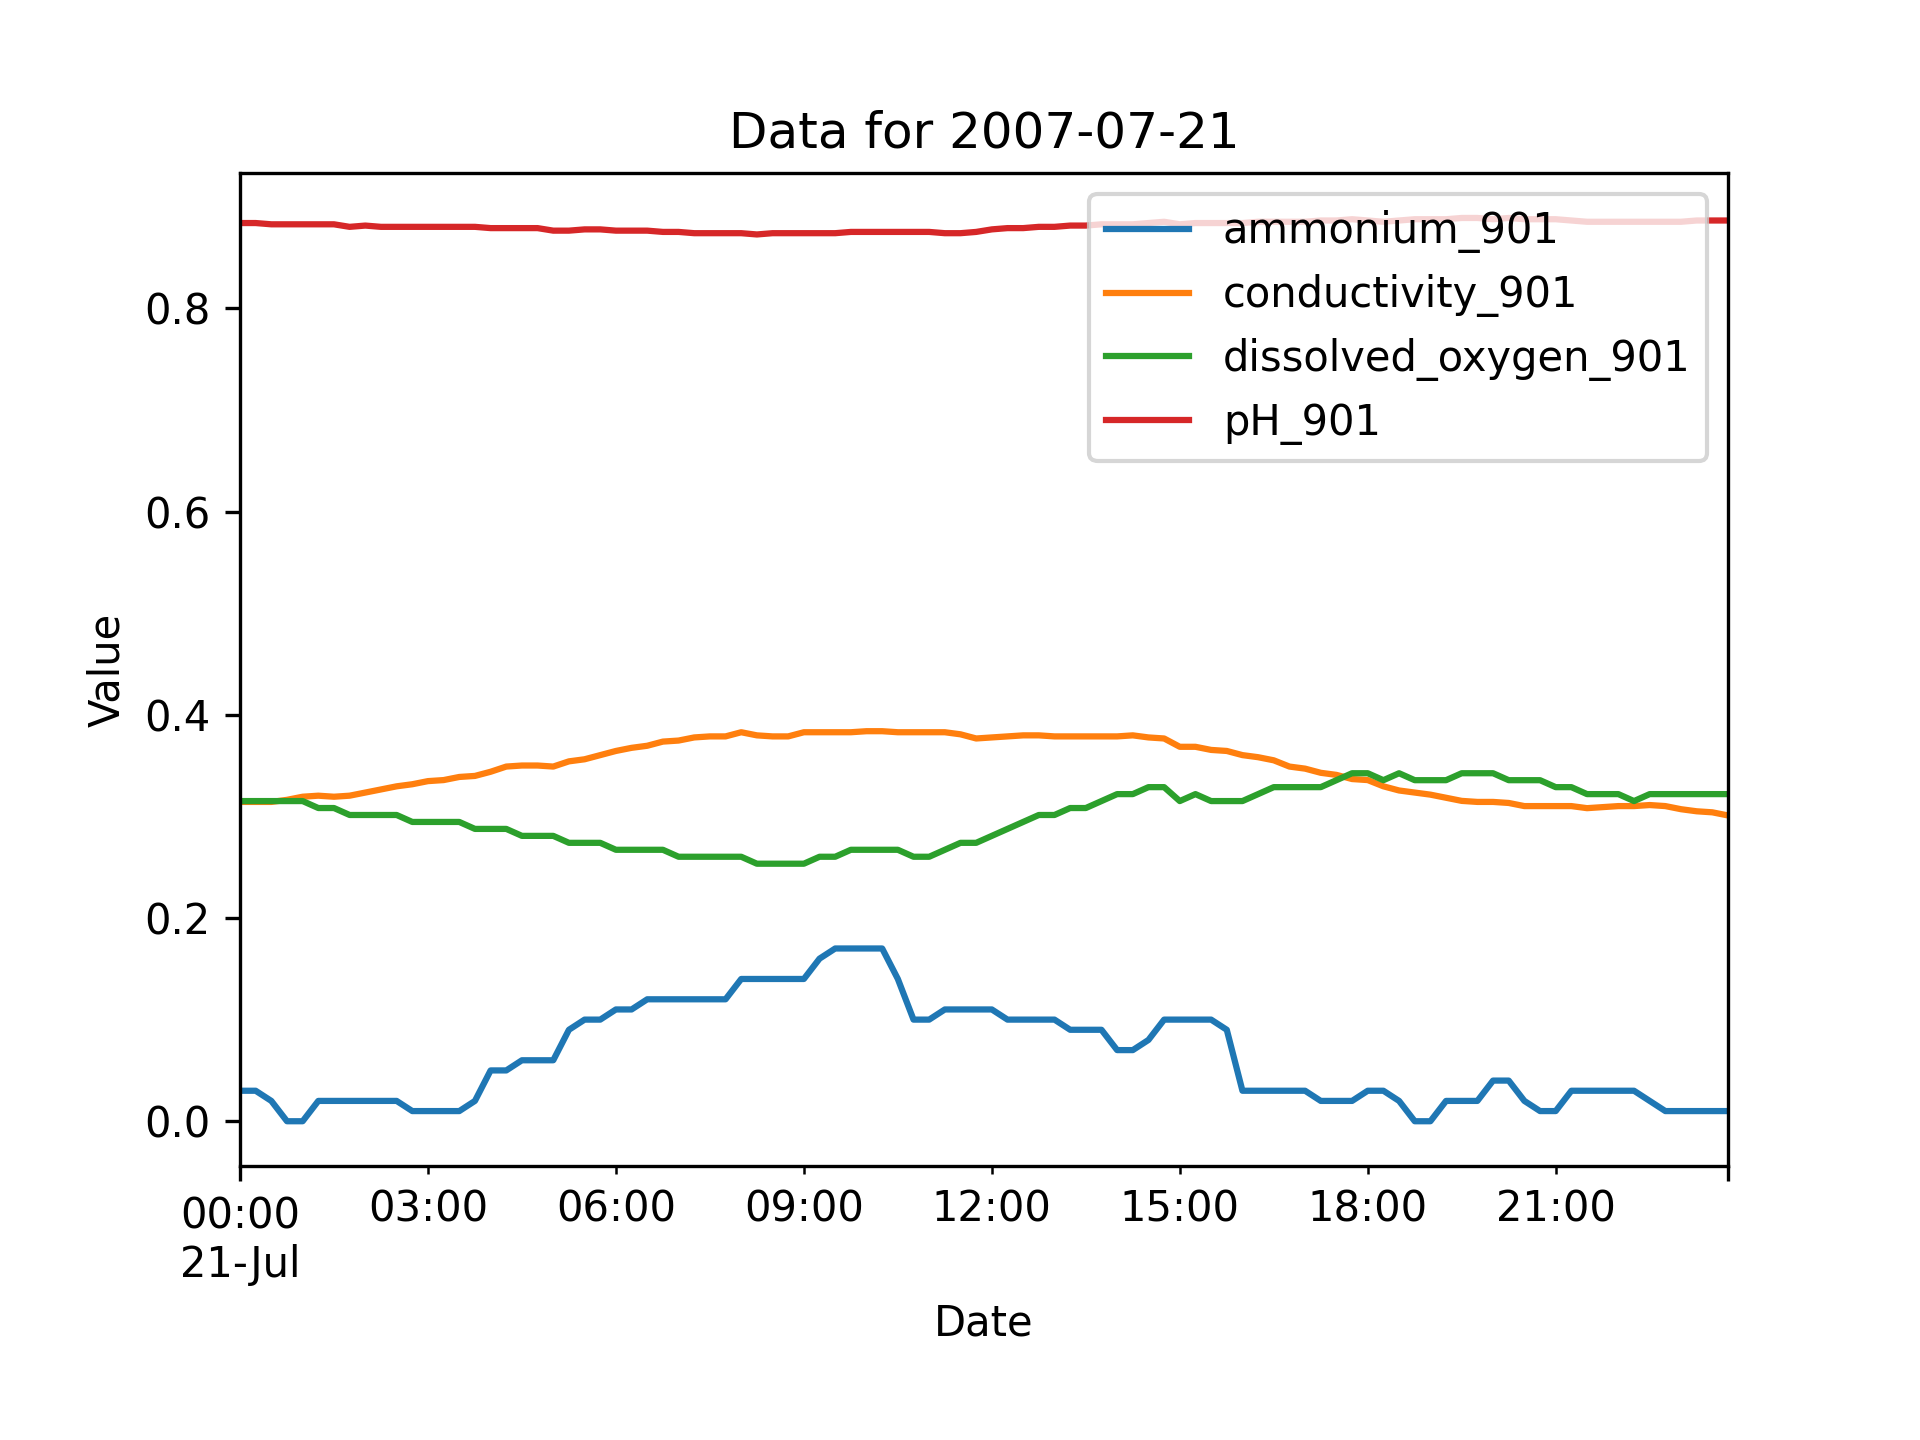 Data for 2007-07-21
ammonium_901
conductivity_901
dissolved_oxygen_901
pH_901
0.8
0.6
0.4
0.2
0.0
Value
00:00 03:00 06:00 09:00 12:00 15:00 18:00 21:00
21-Jul
Date